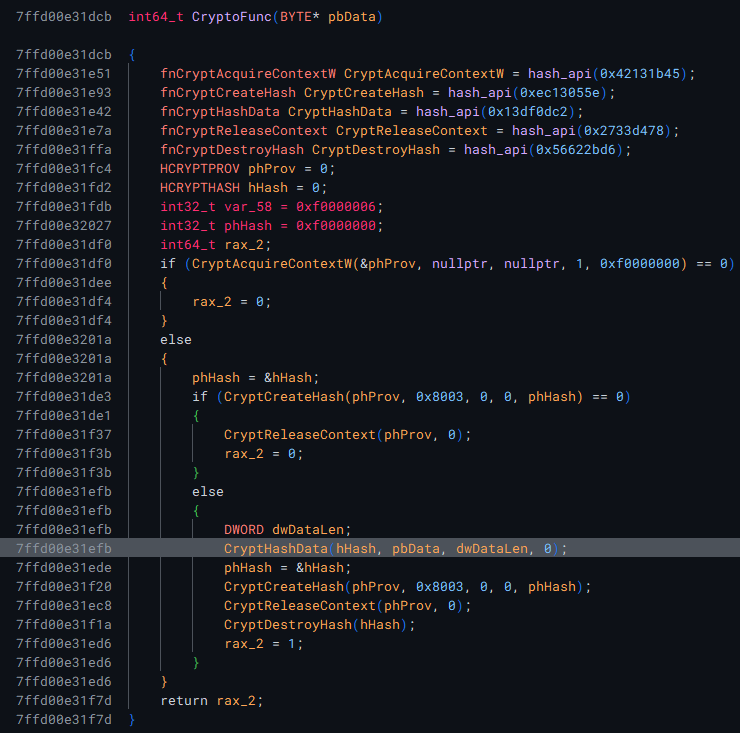 7ffd00e31dcb int64_t CryptoFunc(BYTE* pbData)
7ffd00e31dcb {
7ffd00e31e51 fnCryptAcquireContextW CryptAcquireContextW = hash_api(0x42131b45);
7ffd00e31e93 fnCryptCreateHash CryptCreateHash = hash_api(0xec13055e);
7ffd00e31e42 fnCryptHashData CryptHashData = hash_api(0x13df0dc2);
7ffd00e31e7a fnCryptReleaseContext CryptReleaseContext = hash_api(0x2733d478);
7ffd00e31ffa fnCryptDestroyHash CryptDestroyHash = hash_api(0x56622bd6);
7ffd00e31fc4 HCRYPTPROV phProv = 0;
7ffd00e31fd2 HCRYPTHASH hHash = 0;
7ffd00e31fdb int32_t var_58 = 0xf0000006;
7ffd00e32027 int32_t phHash = 0xf0000000;
7ffd00e31df0 int64_t rax_2;
7ffd00e31df0 if (CryptAcquireContextW(&phProv, nullptr, nullptr, 1, 0xf0000000) == 0)
7ffd00e31dee {
7ffd00e31df4 rax_2 = 0;
7ffd00e31df4 }
7ffd00e3201a else
7ffd00e3201a {
7ffd00e3201a phHash = &hHash;
7ffd00e31de3 if (CryptCreateHash(phProv, 0x8003, 0, 0, phHash) == 0)
7ffd00e31de1 {
7ffd00e31f37 CryptReleaseContext(phProv, 0);
7ffd00e31f3b rax_2 = 0;
7ffd00e31f3b }
7ffd00e31efb else
7ffd00e31efb {
7ffd00e31efb DWORD dwDataLen;
7ffd00e31efb CryptHashData(hHash, pbData, dwDataLen, 0);
7ffd00e31ede phHash = &hHash;
7ffd00e31f20 CryptCreateHash(phProv, 0x8003, 0, 0, phHash);
7ffd00e31ec8 CryptReleaseContext(phProv, 0);
7ffd00e31f1a CryptDestroyHash(hHash);
7ffd00e31ed6 rax_2 = 1;
7ffd00e31ed6 }
7ffd00e31ed6 }
7ffd00e31f7d return rax_2;
7ffd00e31f7d }